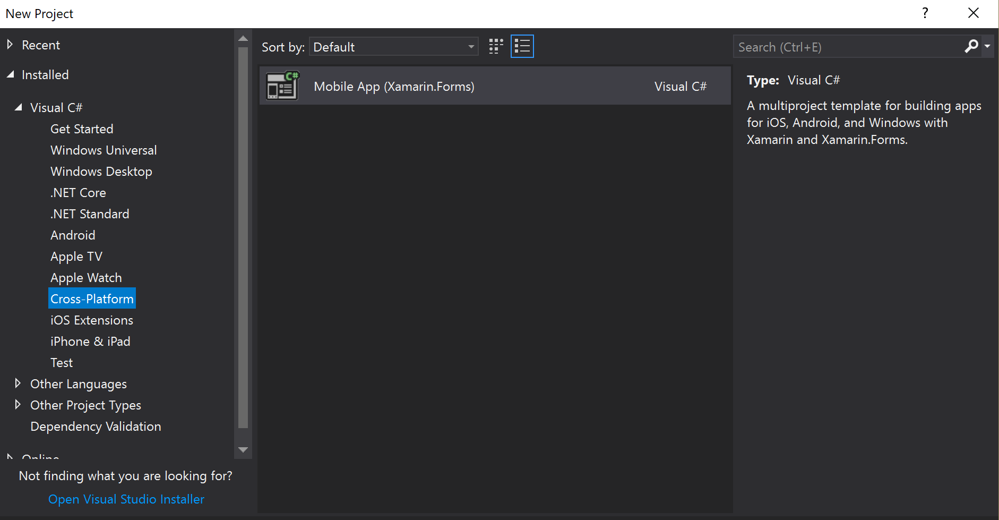 New Project
?
Recent
Installed
Visual C#
Get Started
Windows Universal
Windows Desktop
.NET Core
.NET Standard
Android
Apple TV
Apple Watch
Cross-Platform
iOS Extensions
iPhone & iPad
Test
Other Languages
Other Project Types
Dependency Validation
Online
Not finding what you are looking for?
Open Visual Studio Installer
Sort by: Default
C#
Mobile App (Xamarin.Forms) Visual C#
Search (Ctrl+E)
Type: Visual C#
A multiproject template for building apps
for iOS, Android, and Windows with
Xamarin and Xamarin.Forms.